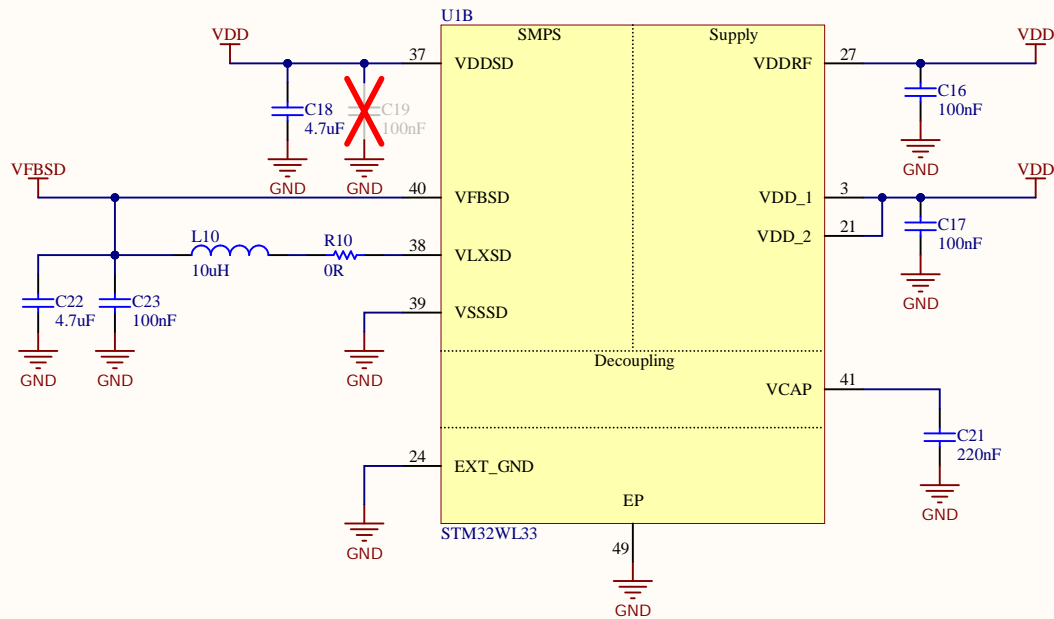 U1B
SMPS
Supply
VDD
37
VDDSD
VDDRF
27
VDD
C18
4.7uF
C19
100nF
C16
100nF
GND
GND
GND
VFBSD
40
VFBSD
VDD_1
3
VDD
VDD_2
21
C17
100nF
L10
10uH
R10
0R
38
VLXSD
GND
C22
4.7uF
C23
100nF
39
VSSSD
GND
GND
GND
Decoupling
VCAP
41
C21
220nF
24
EXT_GND
GND
EP
GND
STM32WL33
49
GND